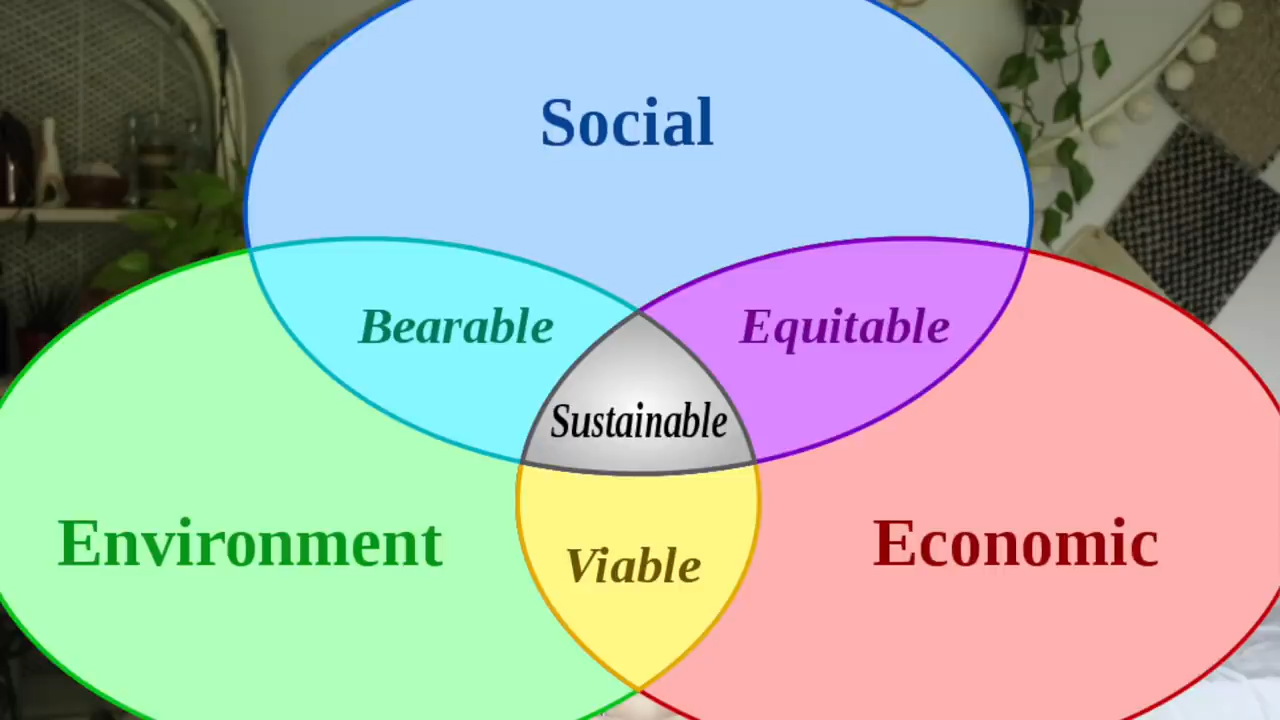 Social
Bearable
Equitable
Sustainable
Environment
Economic
Viable